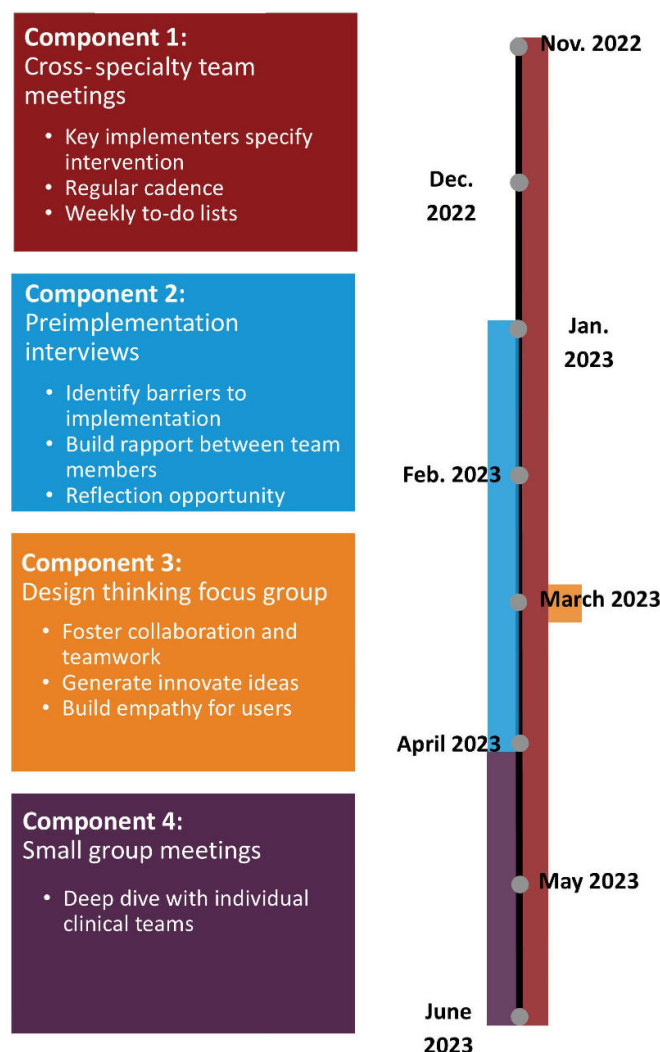 Component 1:
Cross-specialty team
meetings
• Key implementers specify
intervention
• Regular cadence
• Weekly to-do lists
Component 2:
Preimplementation
interviews
• Identify barriers to
implementation
• Build rapport between team
members
• Reflection opportunity
Component 3:
Design thinking focus group
• Foster collaboration and
teamwork
• Generate innovate ideas
• Build empathy for users
Component 4:
Small group meetings
• Deep dive with individual
clinical teams
Nov. 2022
Dec.
2022
Jan.
2023
Feb. 2023
March 2023
April 2023
May 2023
June
2023